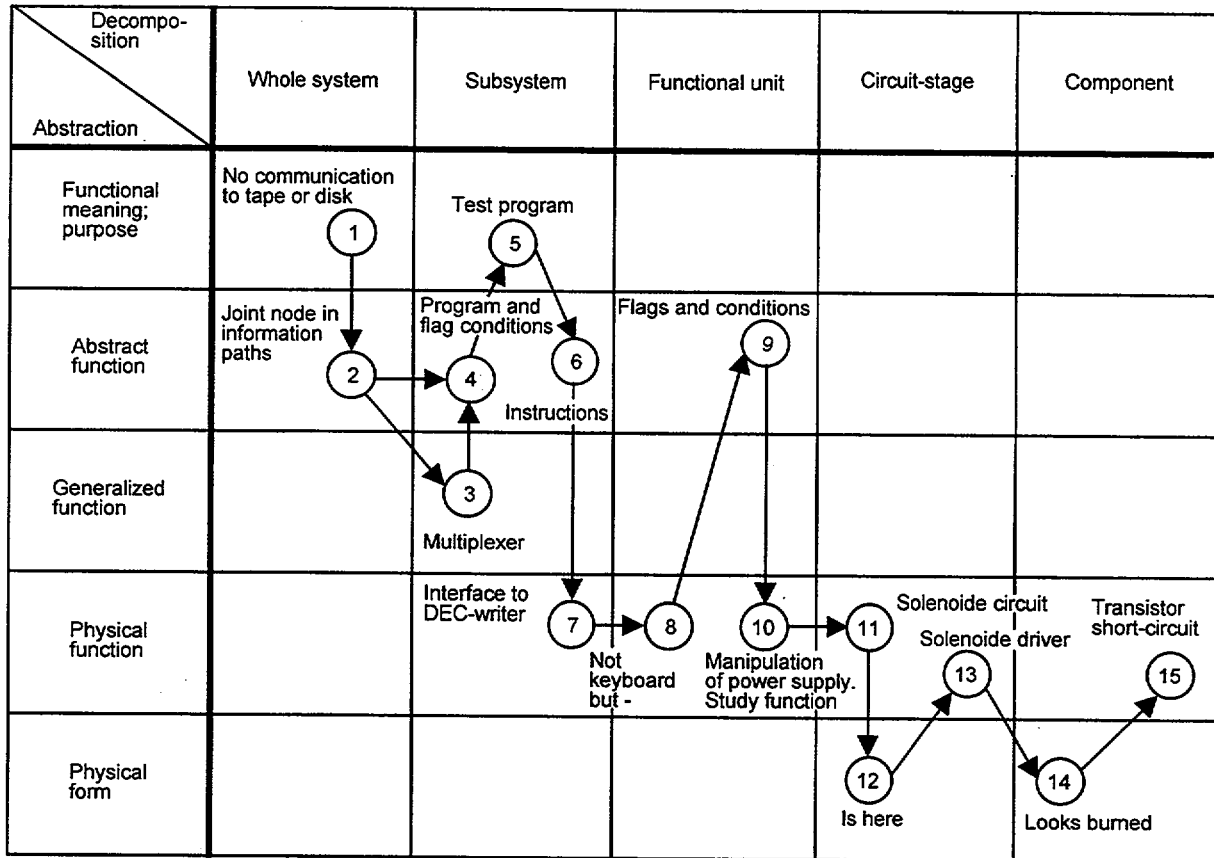 Decompo-
sition
Abstraction
Whole system
Subsystem
Functional unit
Circuit-stage
Component
Functional
meaning;
purpose
No communication
to tape or disk
1
Test program
5
Abstract
function
Joint node in
information
paths
2
Program and
flag conditions
4
6
Instructions
Flags and conditions
9
Generalized
function
3
Multiplexer
Physical
function
Interface to
DEC-writer
7
8
Not
keyboard
but -
10
Manipulation
of power supply.
Study function
11
Solenoide circuit
Solenoide driver
13
Transistor
short-circuit
15
Physical
form
12
Is here
14
Looks burned